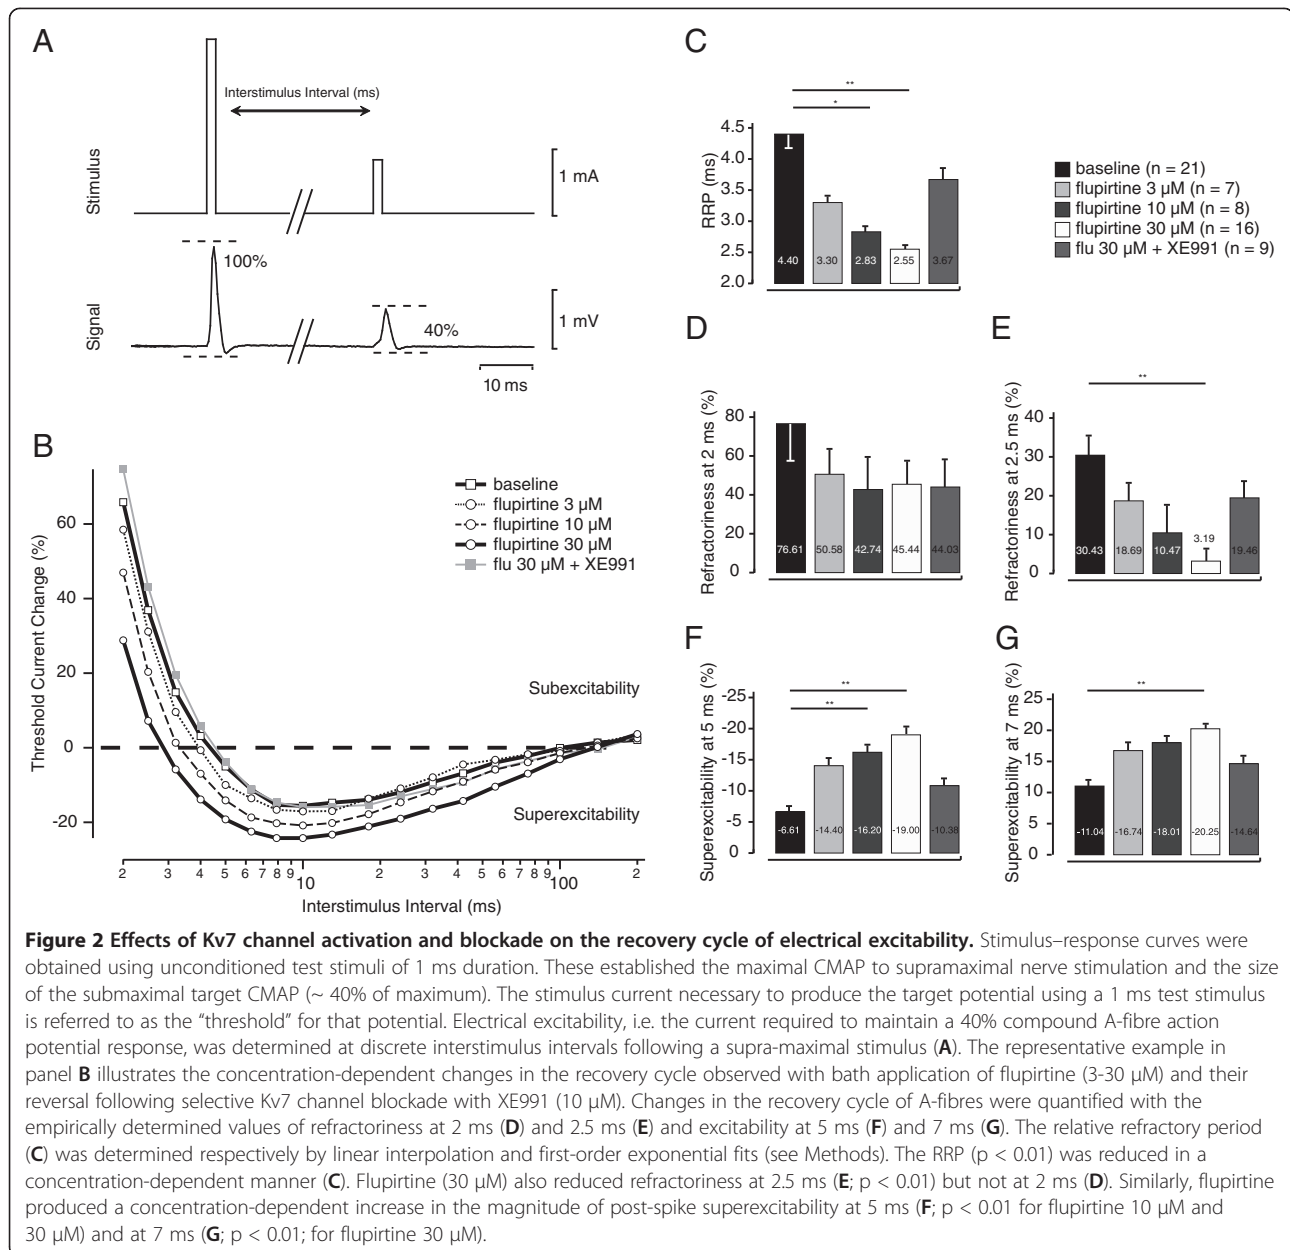 A
Interstimulus Interval (ms)
Stimulus
1 mA
100%
Signal
40%
1 mV
10 ms
B
baseline
flupirtine 3 µM
flupirtine 10 µM
flupirtine 30 µM
flu 30 µM + XE991
Threshold Current Change (%)
60
40
20
0
-20
Subexcitability
Superexcitability
2 3 4 5 6 7 8 9 10 2 3 4 5 6 7 8 9 100 2
Interstimulus Interval (ms)
C
**
*
RRP (ms)
4.5
4.0
3.5
3.0
2.5
2.0
4.40 3.30 2.83 2.55 3.67
baseline (n = 21)
flupirtine 3 µM (n = 7)
flupirtine 10 µM (n = 8)
flupirtine 30 µM (n = 16)
flu 30 µM + XE991 (n = 9)
D
Refractoriness at 2 ms (%)
80
60
40
20
0
76.61 50.58 42.74 45.44 44.03
E
**
Refractoriness at 2.5 ms (%)
40
30
20
10
0
30.43 18.69 10.47 3.19 19.46
F
**
**
Superexcitability at 5 ms (%)
-25
-20
-15
-10
-5
0
-6.61 -14.40 -16.20 -19.00 -10.38
G
**
Superexcitability at 7 ms (%)
25
20
15
10
5
0
-11.04 -16.74 -18.01 -20.25 -14.64
Figure 2 Effects of Kv7 channel activation and blockade on the recovery cycle of electrical excitability. Stimulus–response curves were
obtained using unconditioned test stimuli of 1 ms duration. These established the maximal CMAP to supramaximal nerve stimulation and the size
of the submaximal target CMAP (~ 40% of maximum). The stimulus current necessary to produce the target potential using a 1 ms test stimulus
is referred to as the “threshold” for that potential. Electrical excitability, i.e. the current required to maintain a 40% compound A-fibre action
potential response, was determined at discrete interstimulus intervals following a supra-maximal stimulus (A). The representative example in
panel B illustrates the concentration-dependent changes in the recovery cycle observed with bath application of flupirtine (3-30 µM) and their
reversal following selective Kv7 channel blockade with XE991 (10 µM). Changes in the recovery cycle of A-fibres were quantified with the
empirically determined values of refractoriness at 2 ms (D) and 2.5 ms (E) and excitability at 5 ms (F) and 7 ms (G). The relative refractory period
(C) was determined respectively by linear interpolation and first-order exponential fits (see Methods). The RRP (p < 0.01) was reduced in a
concentration-dependent manner (C). Flupirtine (30 µM) also reduced refractoriness at 2.5 ms (E; p < 0.01) but not at 2 ms (D). Similarly, flupirtine
produced a concentration-dependent increase in the magnitude of post-spike superexcitability at 5 ms (F; p < 0.01 for flupirtine 10 µM and
30 µM) and at 7 ms (G; p < 0.01; for flupirtine 30 µM).